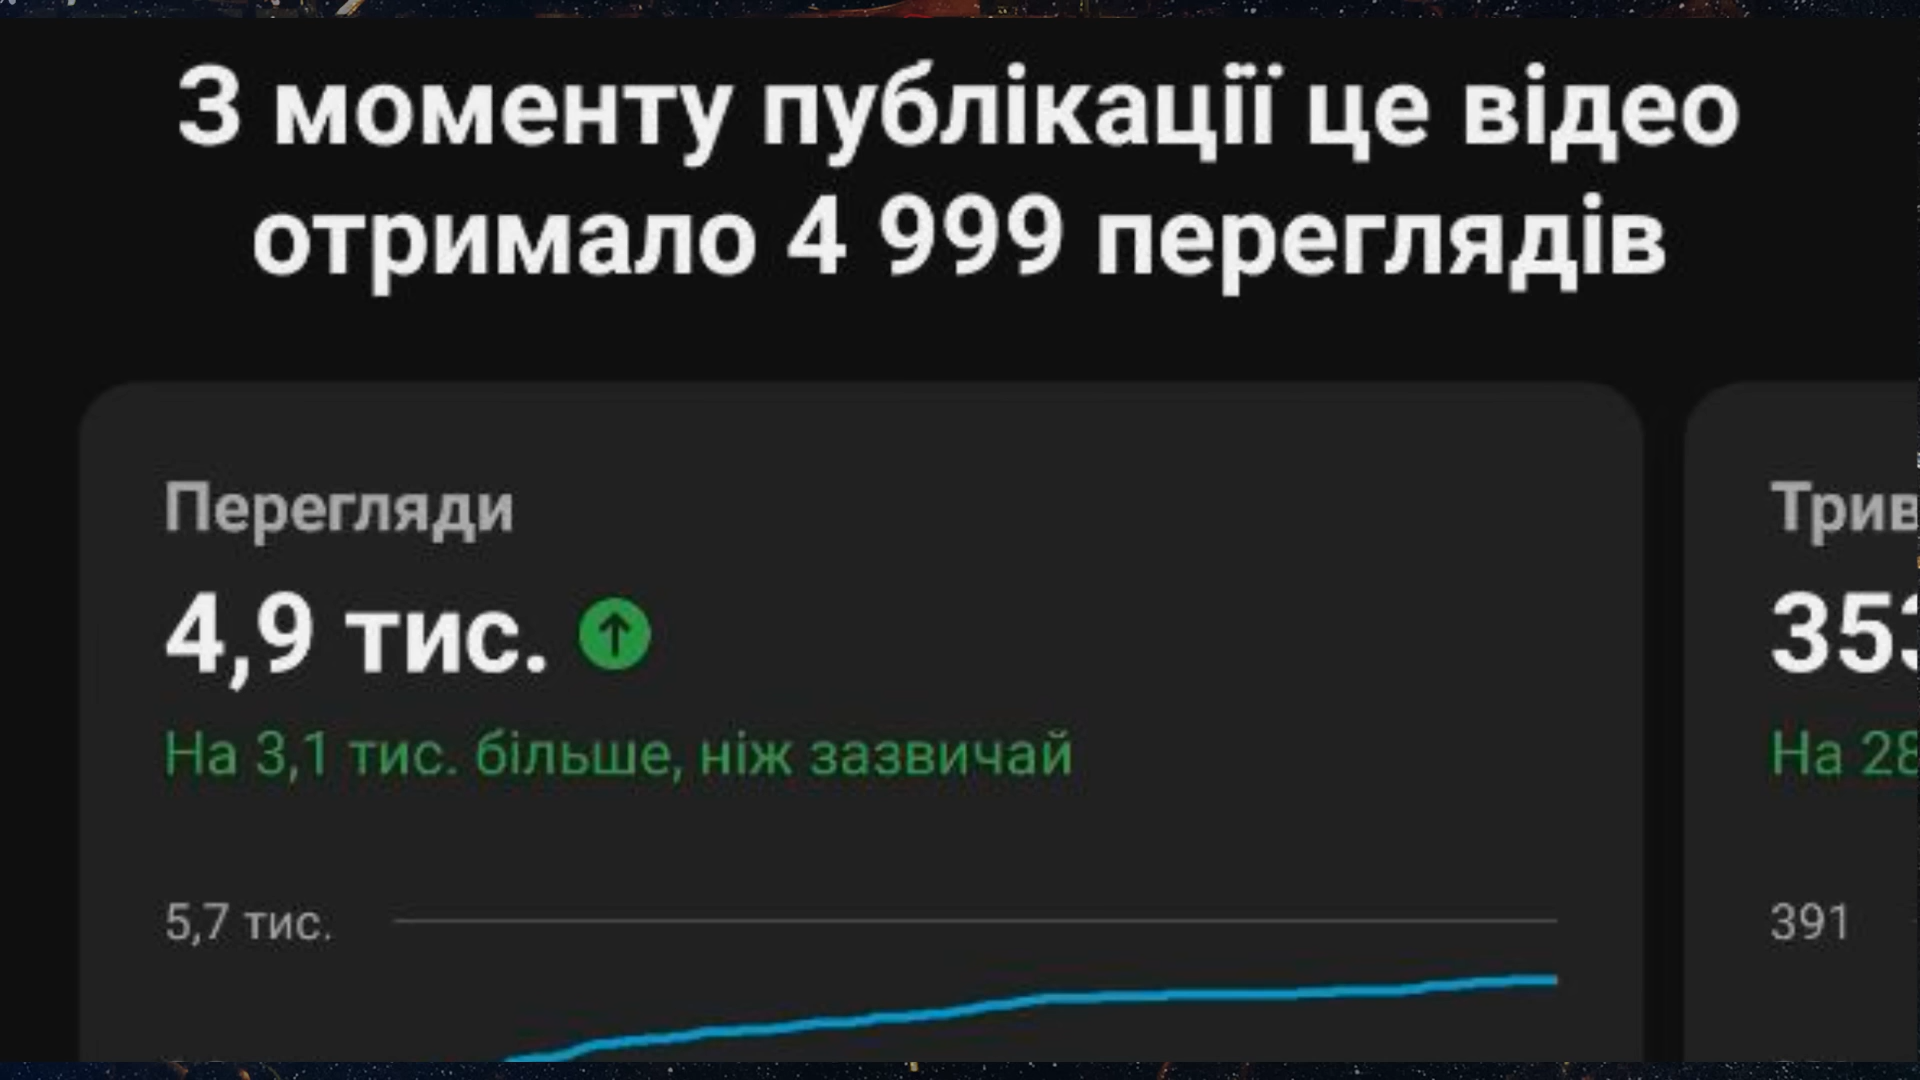 З моменту публікації це відео
отримало 4 999 переглядів
Перегляди
4,9 тис.
На 3,1 тис. більше, ніж зазвичай
5,7 тис.
391